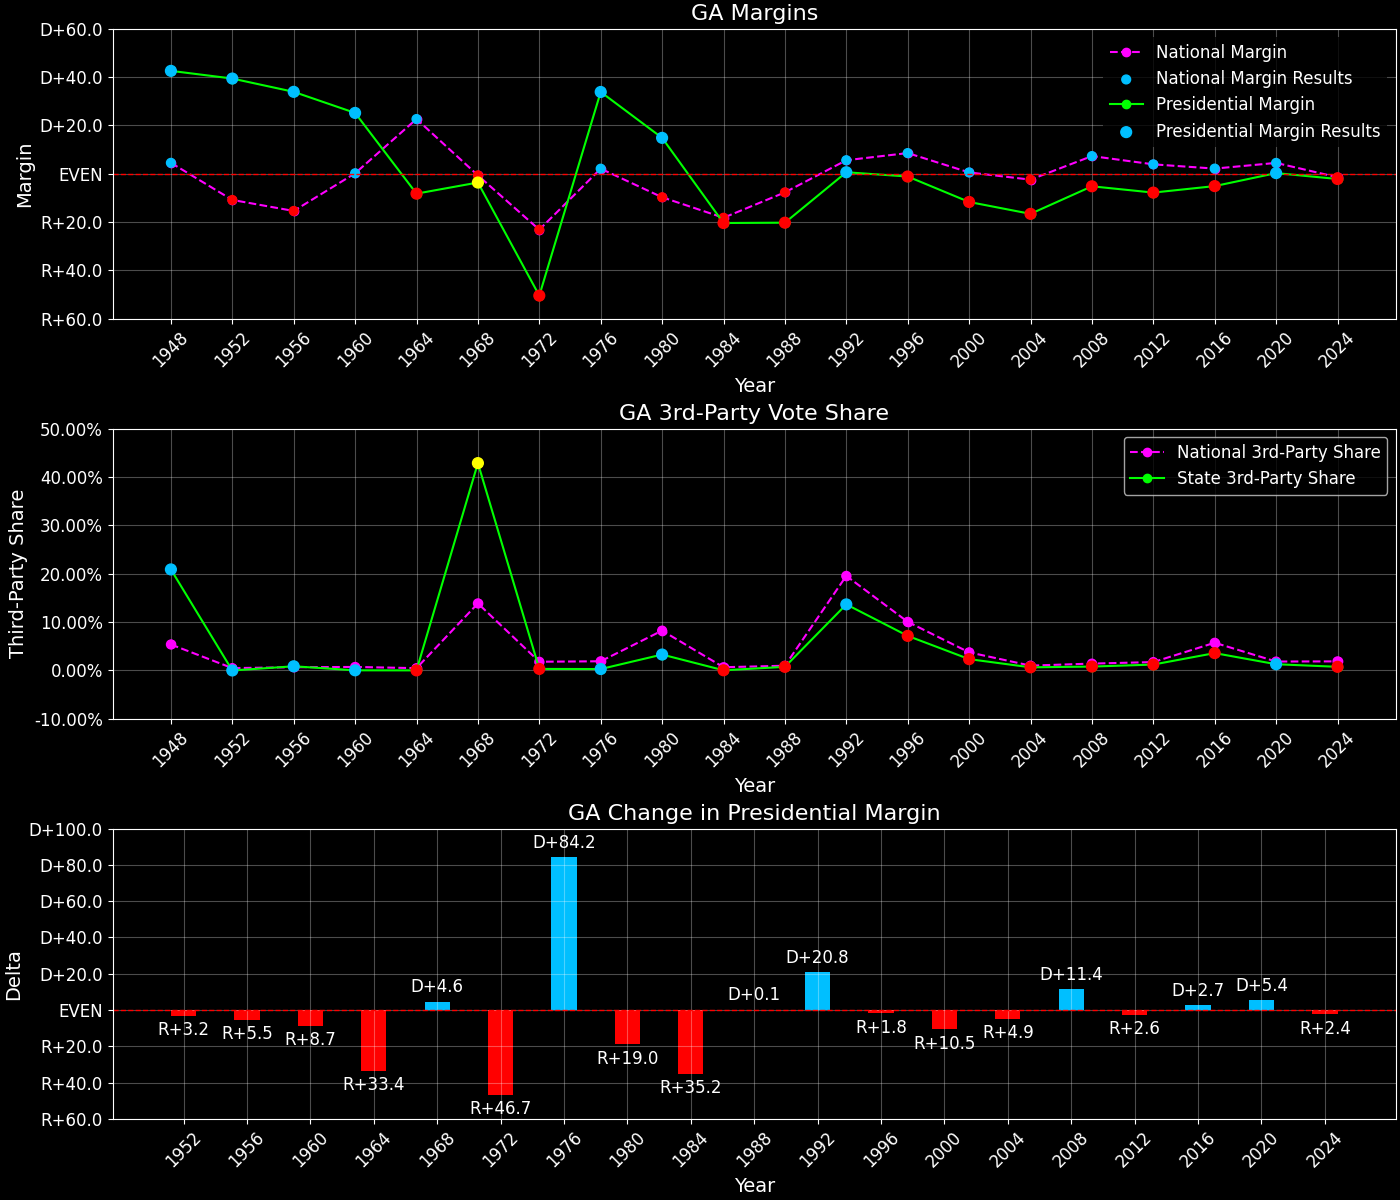 GA Margins
D+60.0
D+40.0
D+20.0
EVEN
R+20.0
R+40.0
R+60.0
Margin
National Margin
National Margin Results
Presidential Margin
Presidential Margin Results
1948 1952 1956 1960 1964 1968 1972 1976 1980 1984 1988 1992 1996 2000 2004 2008 2012 2016 2020 2024
Year
GA 3rd-Party Vote Share
50.00%
40.00%
30.00%
20.00%
10.00%
0.00%
-10.00%
Third-Party Share
National 3rd-Party Share
State 3rd-Party Share
1948 1952 1956 1960 1964 1968 1972 1976 1980 1984 1988 1992 1996 2000 2004 2008 2012 2016 2020 2024
Year
GA Change in Presidential Margin
D+100.0
D+80.0
D+60.0
D+40.0
D+20.0
EVEN
R+20.0
R+40.0
R+60.0
Delta
R+3.2
R+5.5
R+8.7
R+33.4
D+4.6
R+46.7
D+84.2
R+19.0
R+35.2
D+0.1
D+20.8
R+1.8
R+10.5
R+4.9
D+11.4
R+2.6
D+2.7
D+5.4
R+2.4
1952 1956 1960 1964 1968 1972 1976 1980 1984 1988 1992 1996 2000 2004 2008 2012 2016 2020 2024
Year